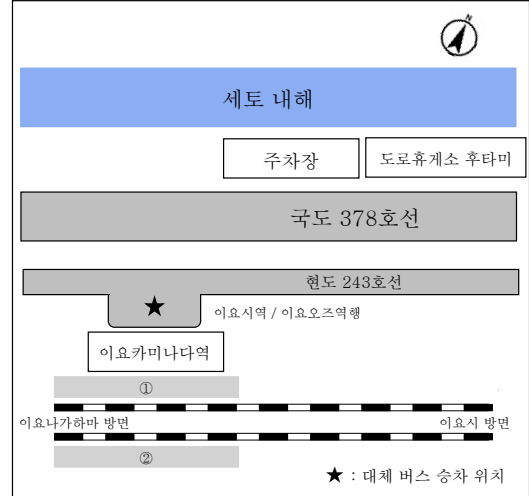 N
세토 내해
주차장
도로휴게소 후타미
국도 378호선
현도 243호선
★
이요시역 / 이요오즈역행
이요카미나다역
①
이요나가하마 방면
이요시 방면
②
★ : 대체 버스 승차 위치